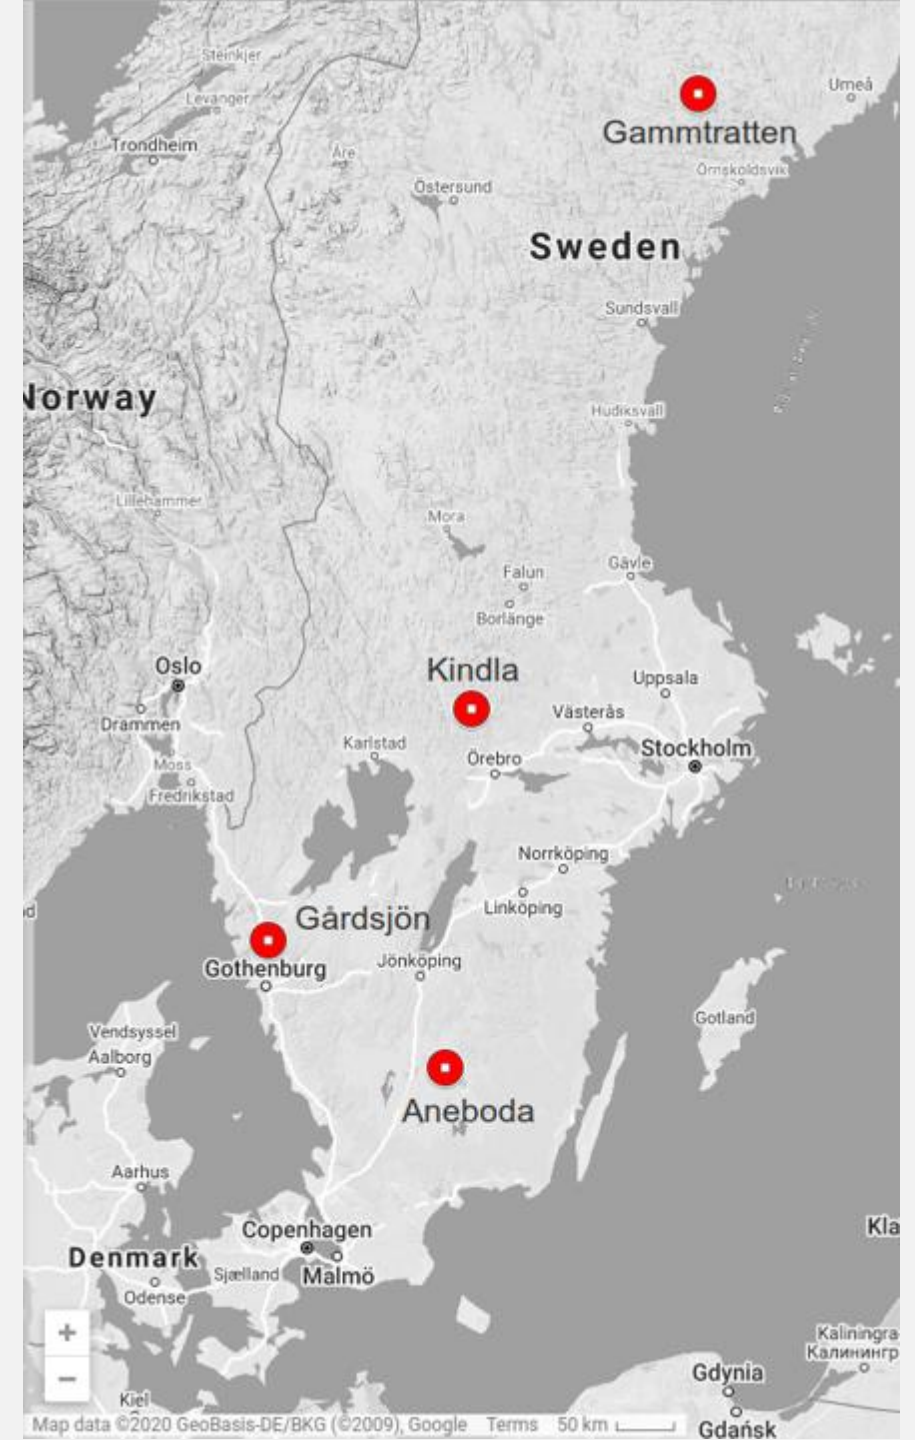 Steinkjer
Levanger
Trondheim
Åre
Östersund
Umeå
Gammtratten
Örnsköldsvik
Sweden
Sundsvall
Norway
Hudiksvall
Lillehammer
Mora
Falun
Borlänge
Gävle
Oslo
Kindla
Uppsala
Drammen
Västerås
Karlstad
Stockholm
Moss
Örebro
Fredrikstad
Norrköping
Linköping
Gårdsjön
Jönköping
Gothenburg
Gotland
Vendsyssel
Aalborg
Aneboda
Aarhus
Copenhagen
Kla
Denmark
Sjælland
Malmö
Odense
+
Kaliningra
Калинингр
−
Gdynia
Kiel
Map data ©2020 GeoBasis-DE/BKG (©2009), Google Terms 50 km
Gdańsk